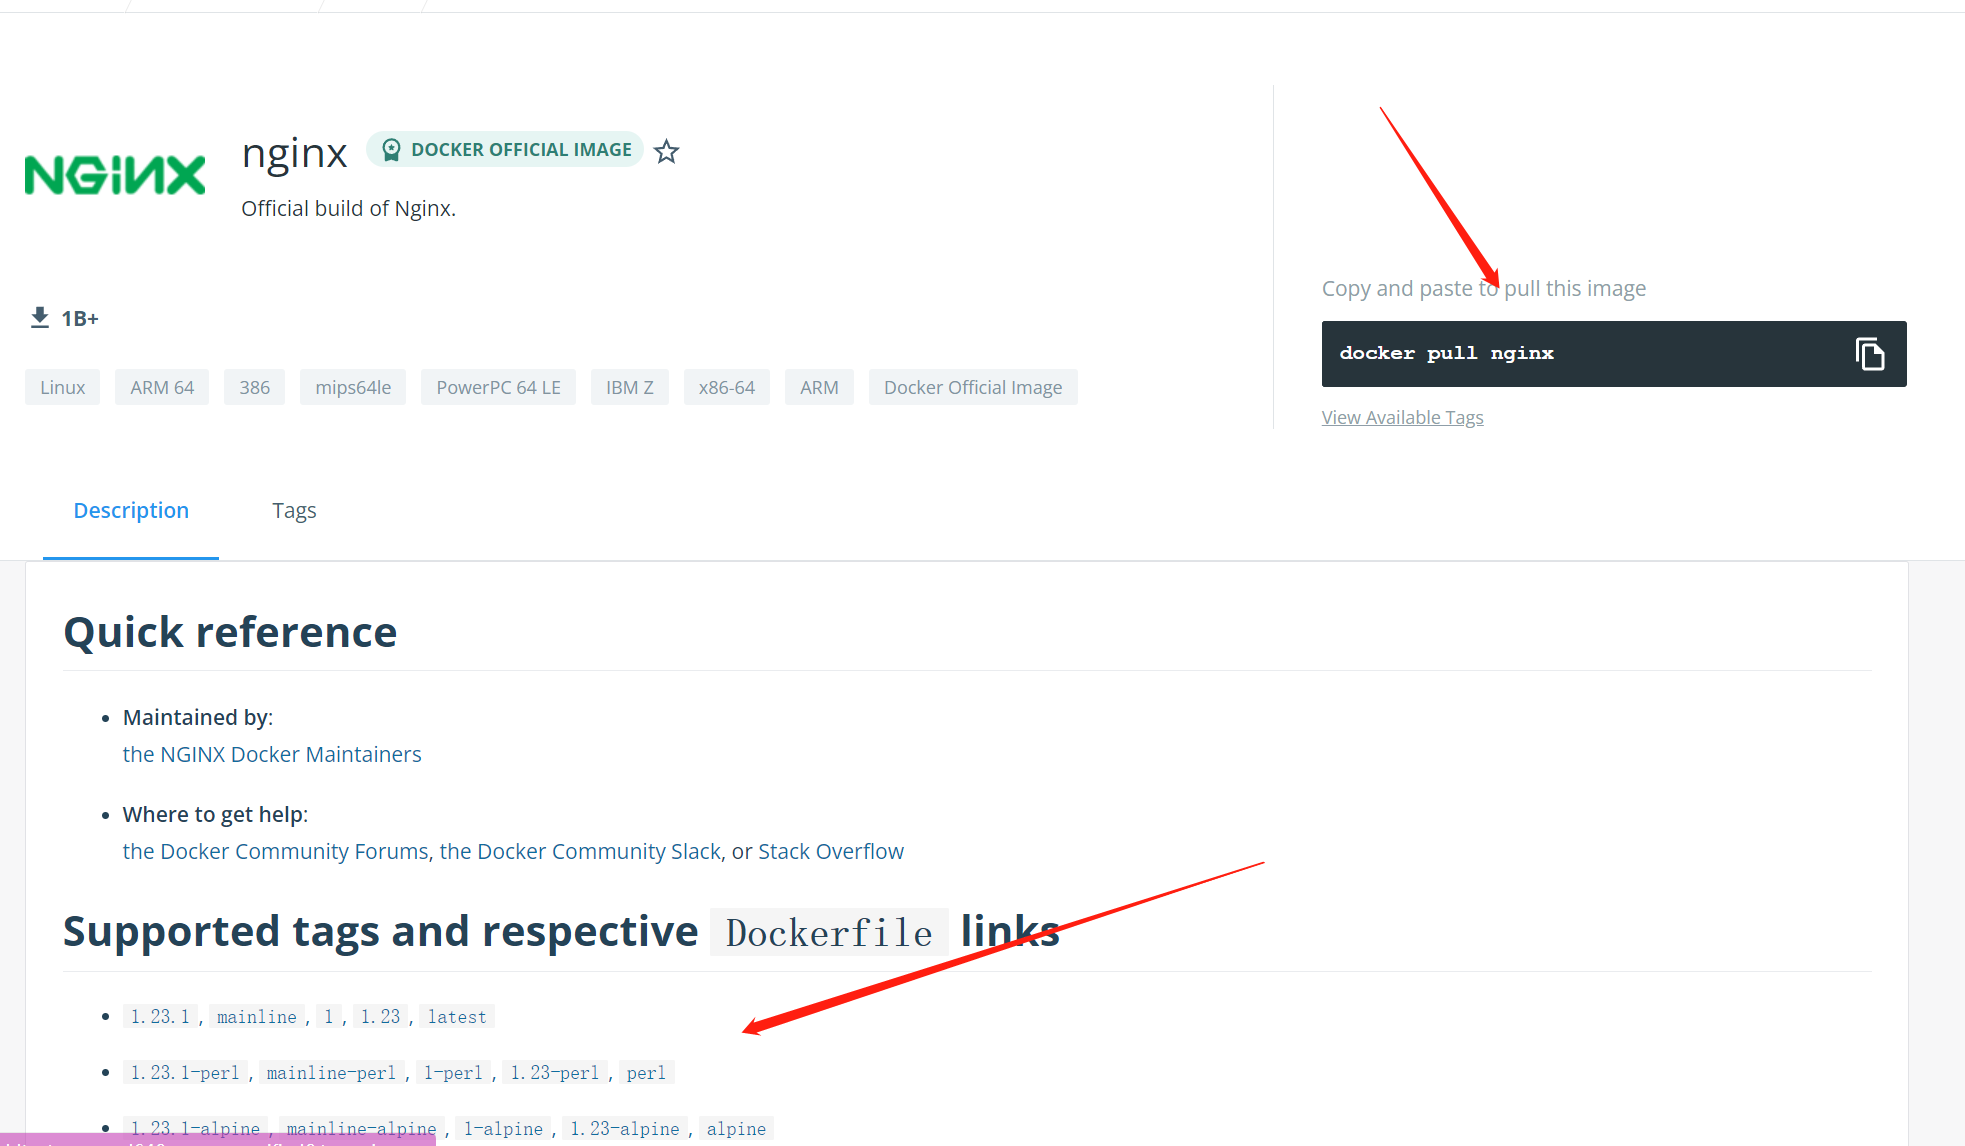 NGINX
nginx DOCKER OFFICIAL IMAGE
Official build of Nginx.
1B+
Linux ARM 64 386 mips64le PowerPC 64 LE IBM Z x86-64 ARM Docker Official Image
Copy and paste to pull this image
docker pull nginx
View Available Tags
Description Tags
Quick reference
• Maintained by:
the NGINX Docker Maintainers
• Where to get help:
the Docker Community Forums, the Docker Community Slack, or Stack Overflow
Supported tags and respective Dockerfile links
• 1.23.1, mainline, 1, 1.23, latest
• 1.23.1-perl, mainline-perl, 1-perl, 1.23-perl, perl
• 1.23.1-alpine, mainline-alpine, 1-alpine, 1.23-alpine, alpine